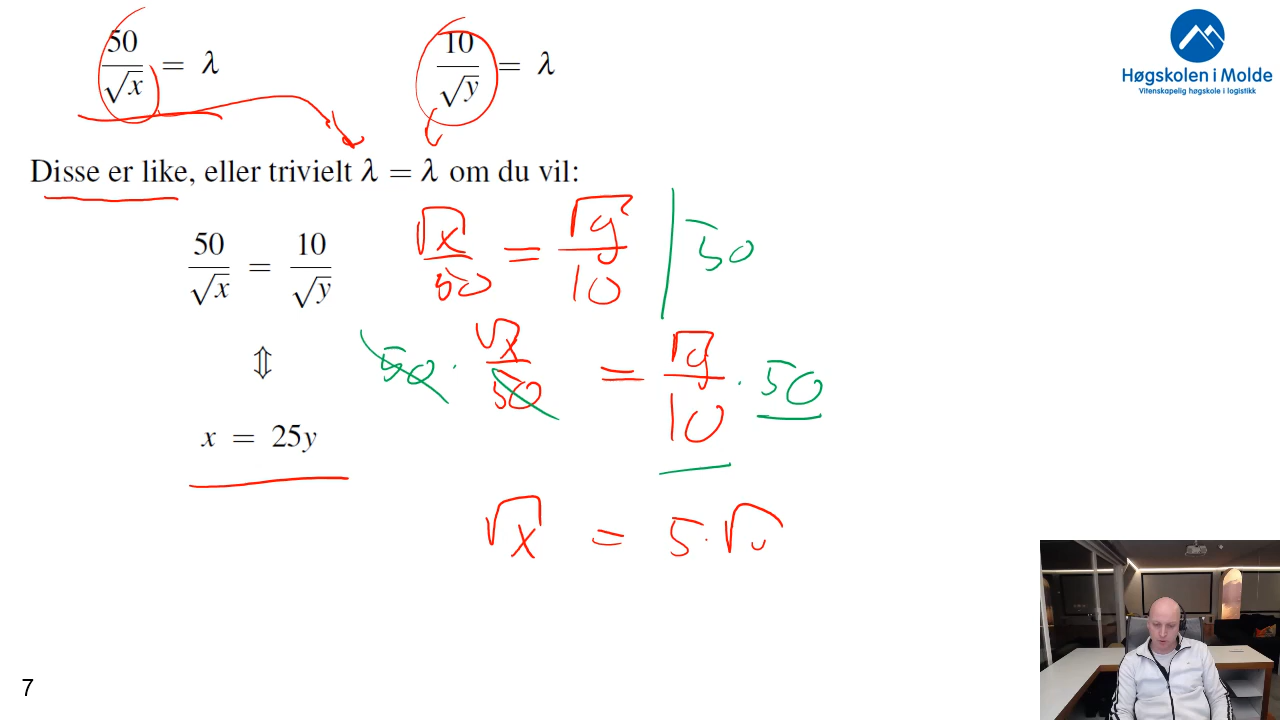 50/√x = λ 10/√y = λ
Høgskolen i Molde
Vitenskapelig høgskole i logistikk
Disse er like, eller trivielt λ = λ om du vil:
50/√x = 10/√y
√x/50 = √y/10 | 50
⇕
50 · √x/50 = √y/10 · 50
x = 25y
√x = 5·√
7